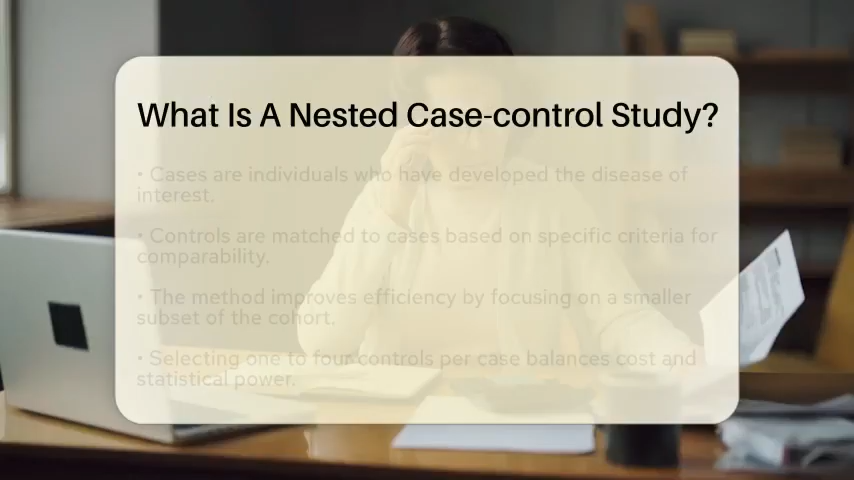 What Is A Nested Case-control Study?
• Cases are individuals who have developed the disease of
interest.
• Controls are matched to cases based on specific criteria for
comparability.
• The method improves efficiency by focusing on a smaller
subset of the cohort.
• Selecting one to four controls per case balances cost and
statistical power.